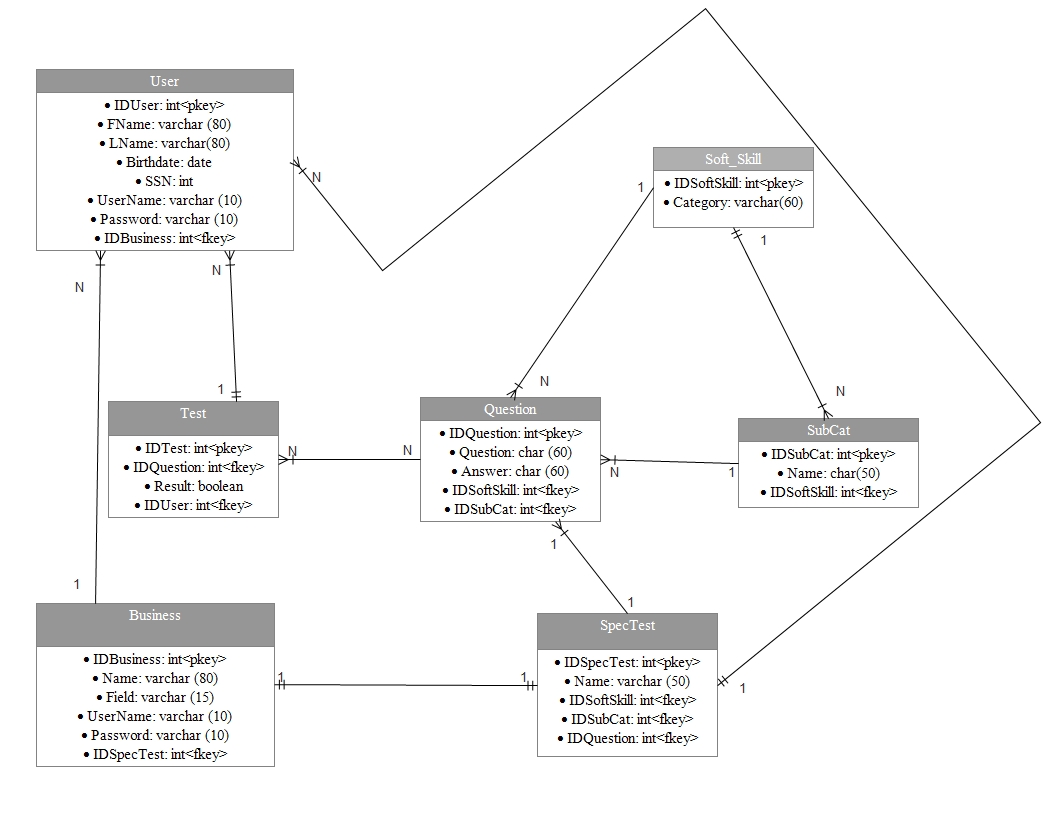 User
• IDUser: int<pkey>
• FName: varchar (80)
• LName: varchar(80)
• Birthdate: date
• SSN: int
• UserName: varchar (10)
• Password: varchar (10)
• IDBusiness: int<fkey>
N
N
N
1
Soft_Skill
• IDSoftSkill: int<pkey>
• Category: varchar(60)
1
1
N
N
Test
• IDTest: int<pkey>
• IDQuestion: int<fkey>
• Result: boolean
• IDUser: int<fkey>
N
N
Question
• IDQuestion: int<pkey>
• Question: char (60)
• Answer: char (60)
• IDSoftSkill: int<fkey>
• IDSubCat: int<fkey>
N
1
SubCat
• IDSubCat: int<pkey>
• Name: char(50)
• IDSoftSkill: int<fkey>
1
1
1
Business
• IDBusiness: int<pkey>
• Name: varchar (80)
• Field: varchar (15)
• UserName: varchar (10)
• Password: varchar (10)
• IDSpecTest: int<fkey>
1
1
SpecTest
• IDSpecTest: int<pkey>
• Name: varchar (50)
• IDSoftSkill: int<fkey>
• IDSubCat: int<fkey>
• IDQuestion: int<fkey>
1